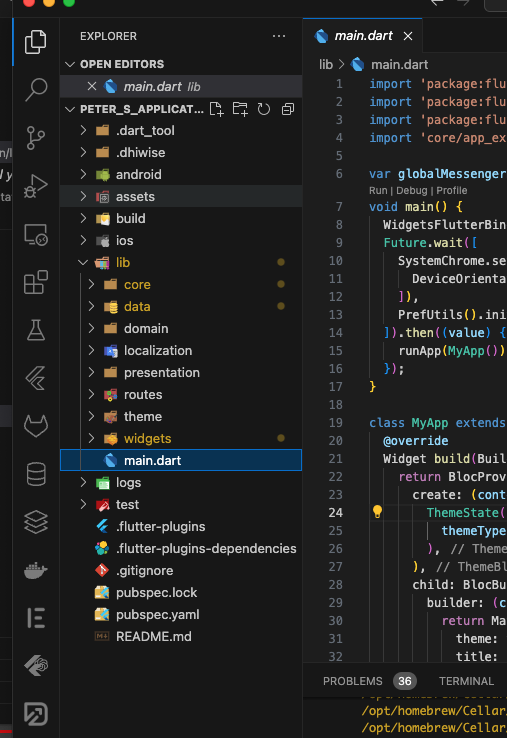 EXPLORER
OPEN EDITORS
main.dart lib
PETER_S_APPLICAT...
.dart_tool
.dhiwise
android
assets
build
ios
lib
core
data
domain
localization
presentation
routes
theme
widgets
main.dart
logs
test
.flutter-plugins
.flutter-plugins-dependencies
.gitignore
pubspec.lock
pubspec.yaml
README.md
main.dart
lib > main.dart
1 import 'package:flu
2 import 'package:flu
3 import 'package:flu
4 import 'core/app_ex
5
6 var globalMessenger
Run | Debug | Profile
7 void main() {
8 WidgetsFlutterBin
9 Future.wait([
10 SystemChrome.se
11 DeviceOrienta
12 ]),
13 PrefUtils().ini
14 ]).then((value) {
15 runApp(MyApp())
16 });
17 }
18
19 class MyApp extends
20 @override
21 Widget build(Buil
22 return BlocProv
23 create: (cont
24 ThemeState(
25 themeType
26 ), // Theme
27 ), // ThemeBl
28 child: BlocBu
29 builder: (c
30 return Ma
31 theme:
32 title:
PROBLEMS 36 TERMINAL
/opt/homebrew/Cellar/
/opt/homebrew/Cellar/